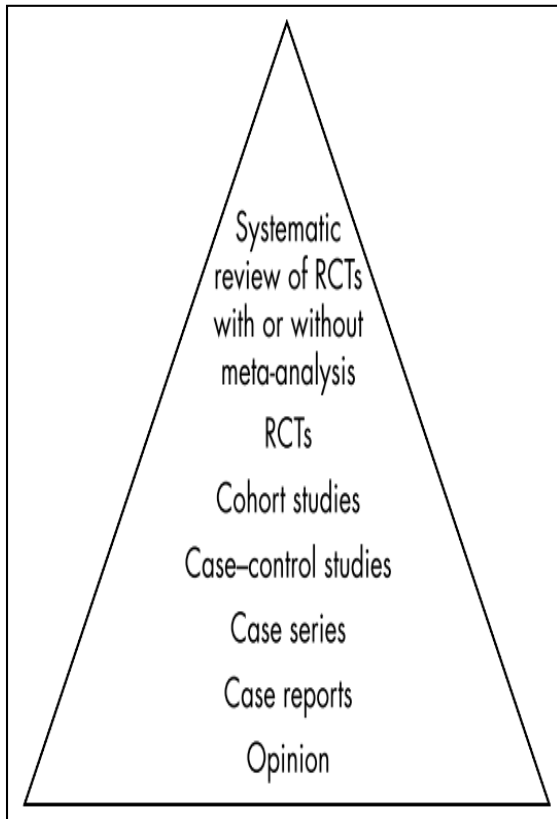 Systematic
review of RCTs
with or without
meta-analysis
RCTs
Cohort studies
Case–control studies
Case series
Case reports
Opinion